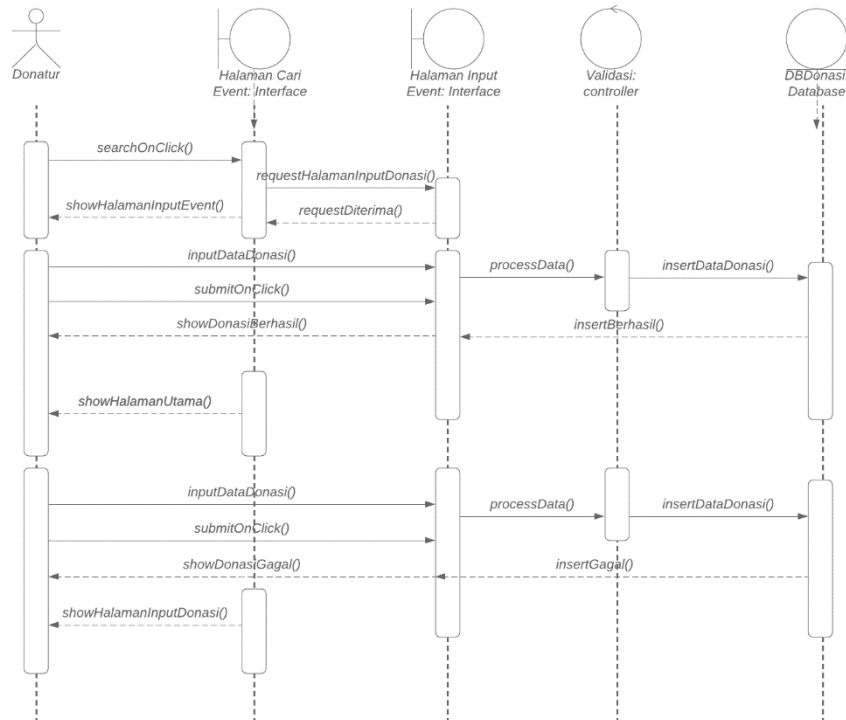 Donatur
Halaman Cari
Event: Interface
Halaman Input
Event: Interface
Validasi:
controller
DBDonasi:
Database
searchOnClick()
requestHalamanInputDonasi()
showHalamanInputEvent()
requestDiterima()
inputDataDonasi()
processData()
insertDataDonasi()
submitOnClick()
showDonasiBerhasil()
insertBerhasil()
showHalamanUtama()
inputDataDonasi()
processData()
insertDataDonasi()
submitOnClick()
showDonasiGagal()
insertGagal()
showHalamanInputDonasi()